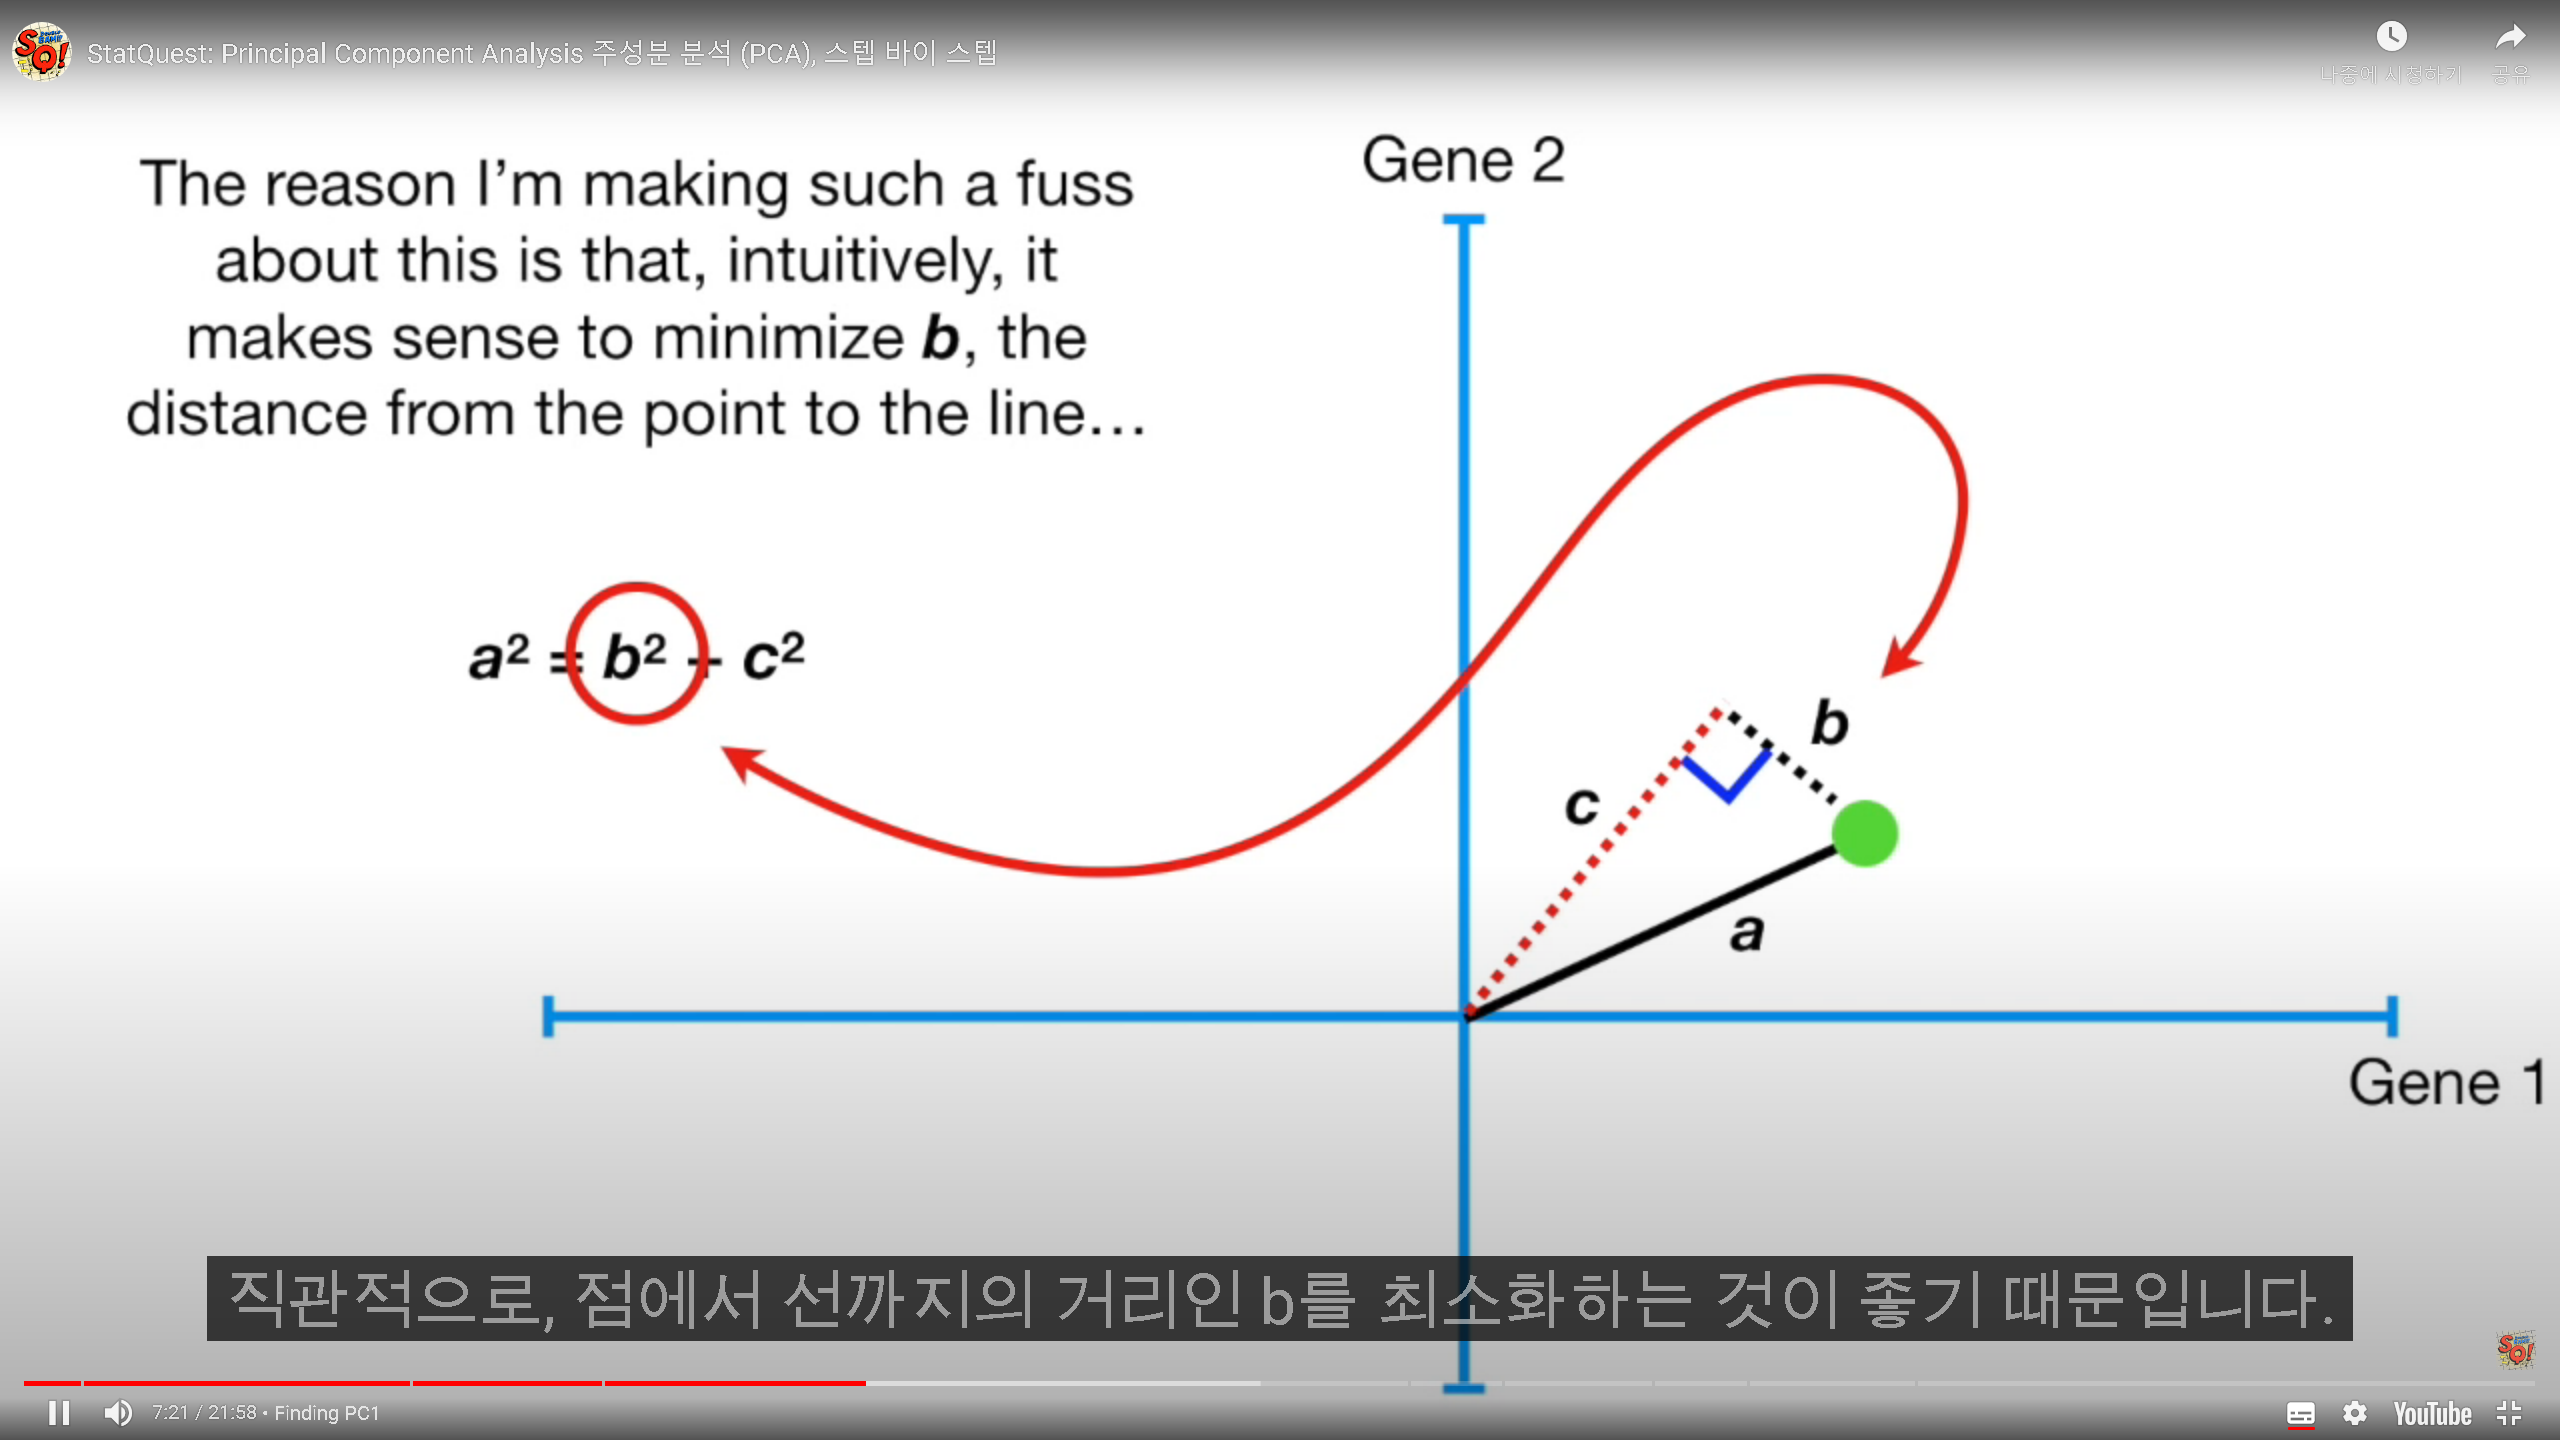 StatQuest: Principal Component Analysis 주성분 분석 (PCA), 스텝 바이 스텝
나중에 시청하기
공유
The reason I'm making such a fuss
about this is that, intuitively, it
makes sense to minimize b, the
distance from the point to the line…
Gene 2
a² = b² + c²
b
c
a
Gene 1
직관적으로, 점에서 선까지의 거리인 b를 최소화하는 것이 좋기 때문입니다.
SQ!
7:21 / 21:58 • Finding PC1
YouTube